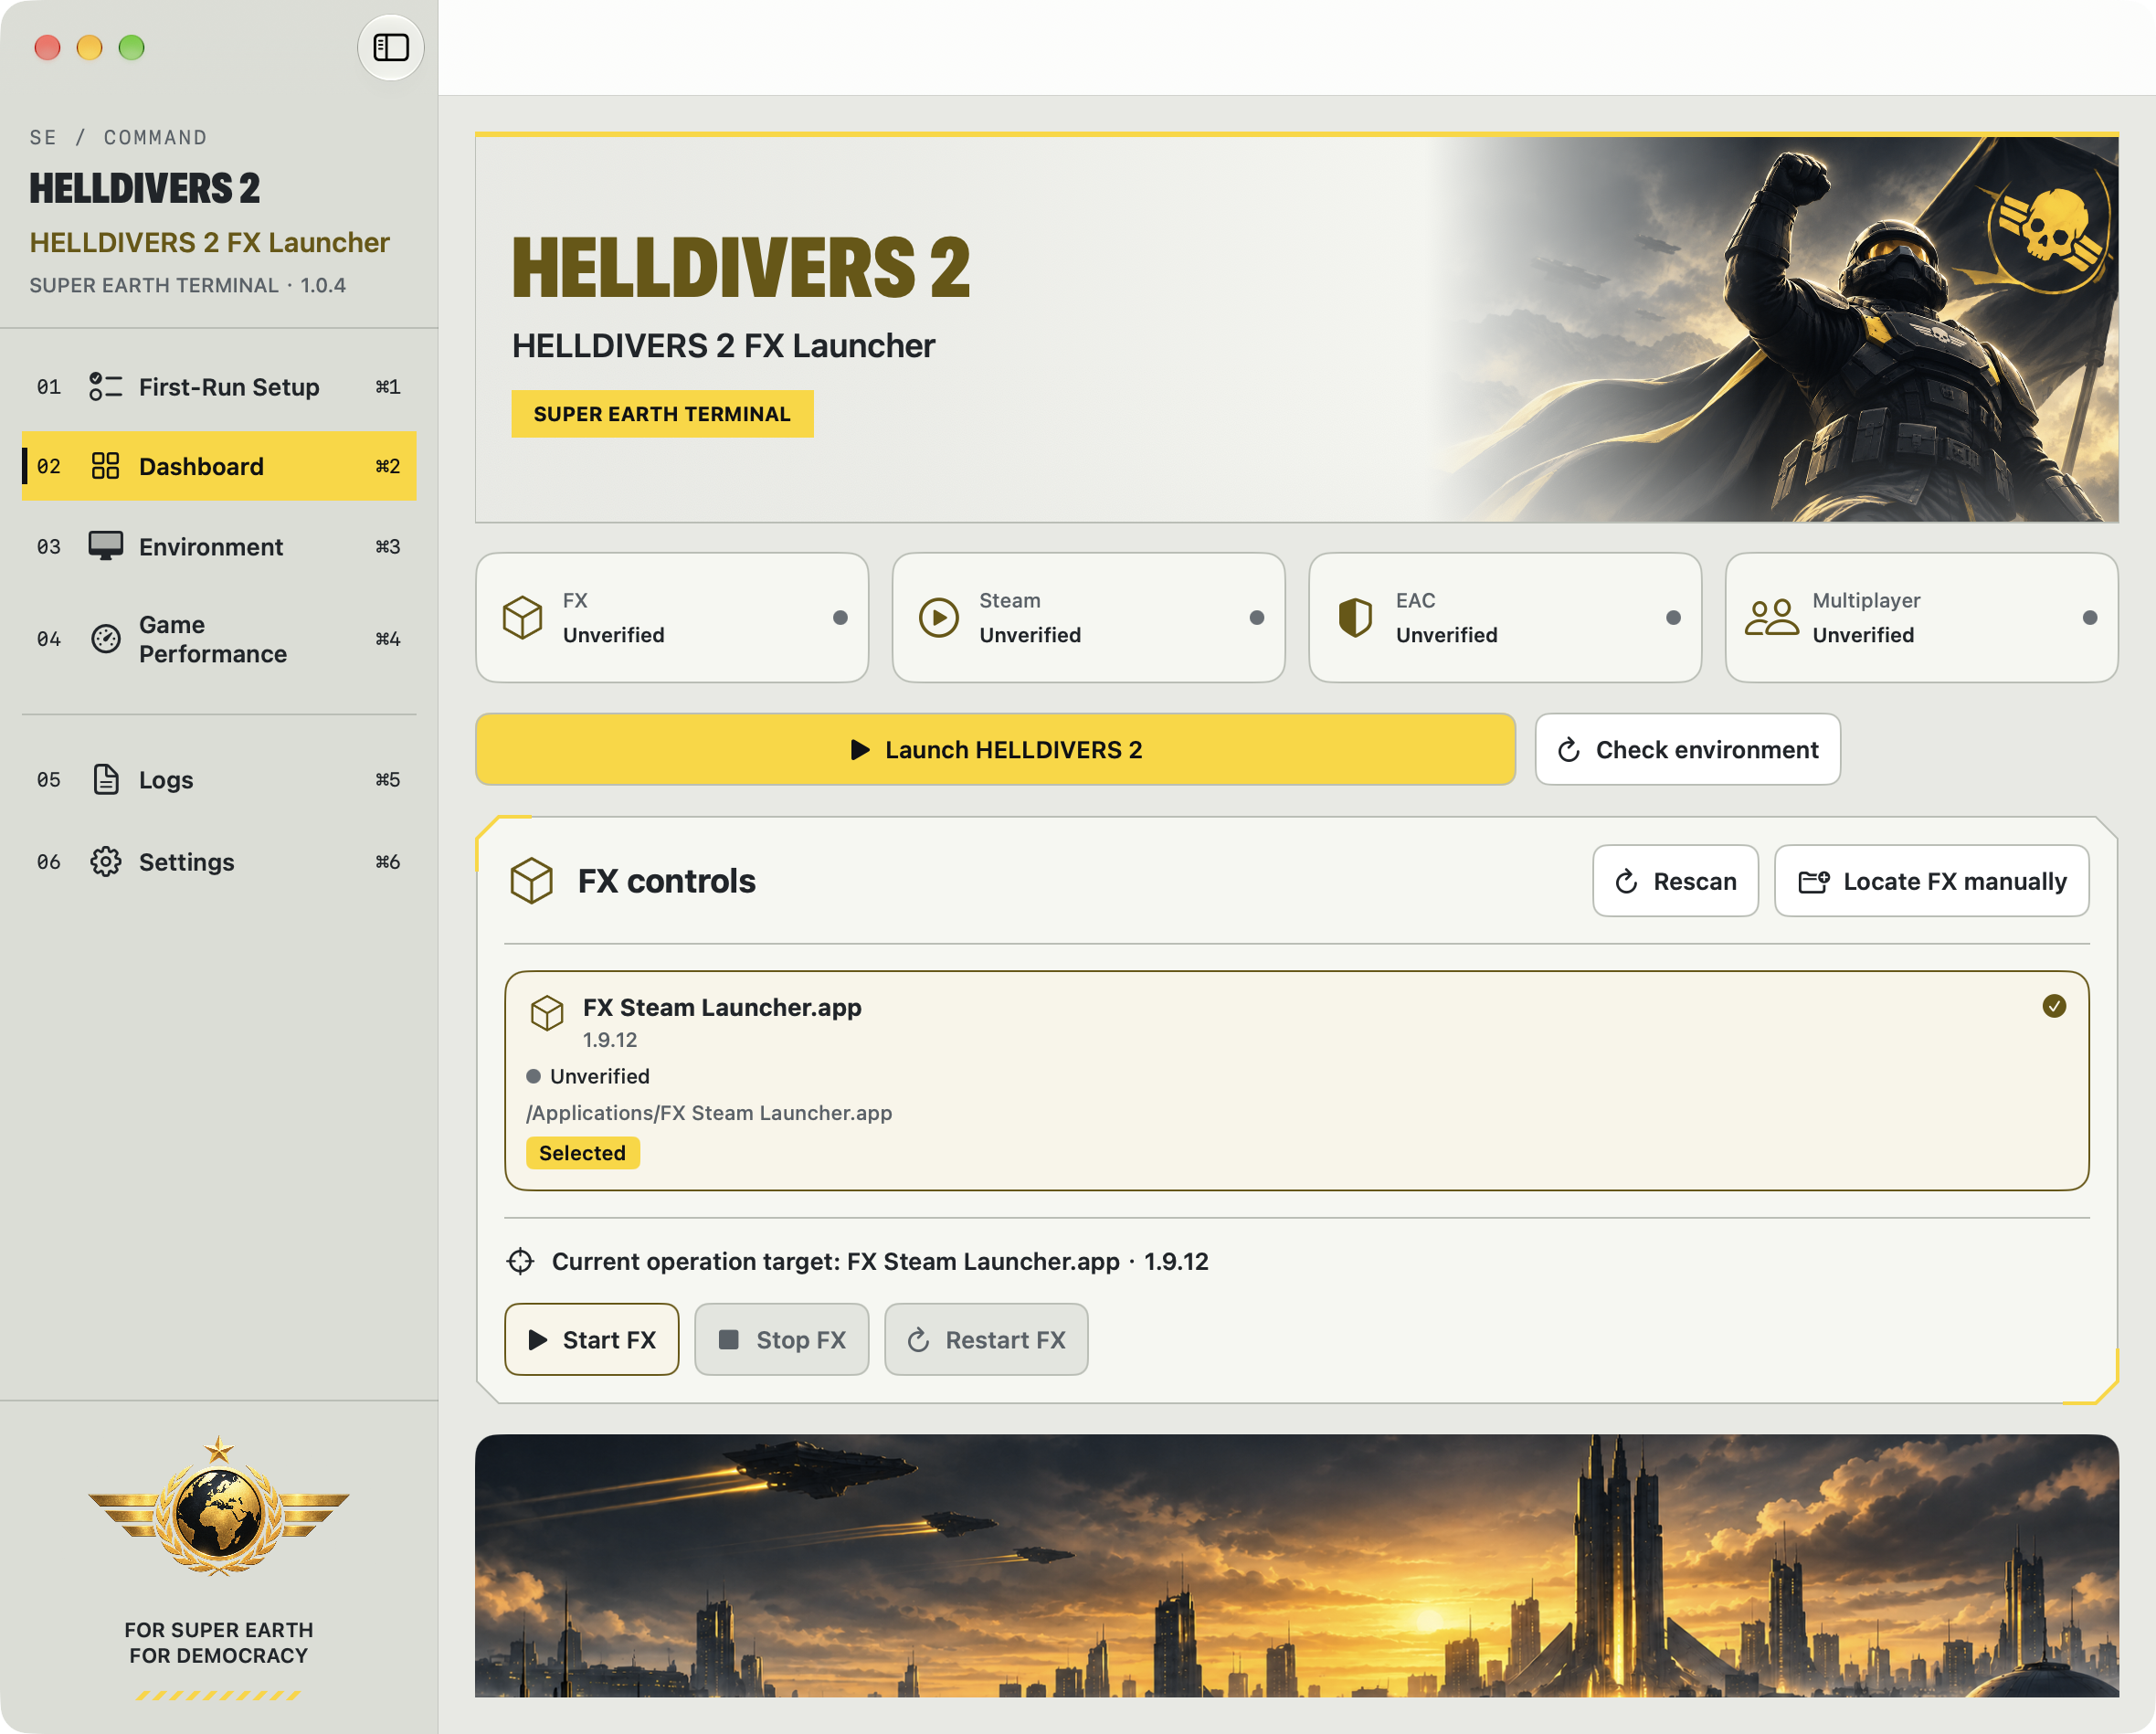 SE / COMMAND
HELLDIVERS 2
HELLDIVERS 2 FX Launcher
SUPER EARTH TERMINAL · 1.0.4
01 First-Run Setup ⌘1
02 Dashboard ⌘2
03 Environment ⌘3
04 Game Performance ⌘4
05 Logs ⌘5
06 Settings ⌘6
FOR SUPER EARTH
FOR DEMOCRACY
HELLDIVERS 2
HELLDIVERS 2 FX Launcher
SUPER EARTH TERMINAL
FX
Unverified
Steam
Unverified
EAC
Unverified
Multiplayer
Unverified
Launch HELLDIVERS 2
Check environment
FX controls
Rescan
Locate FX manually
FX Steam Launcher.app
1.9.12
Unverified
/Applications/FX Steam Launcher.app
Selected
Current operation target: FX Steam Launcher.app · 1.9.12
Start FX
Stop FX
Restart FX